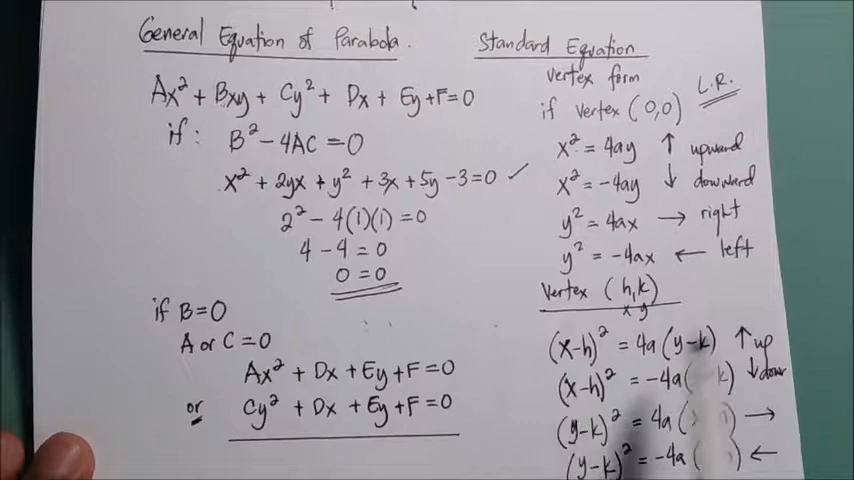 General Equation of Parabola.
Ax² + Bxy + Cy² + Dx + Ey + F = 0
if : B² - 4AC = 0
x² + 2yx + y² + 3x + 5y - 3 = 0 ✓
2² - 4(1)(1) = 0
4 - 4 = 0
0 = 0
if B = 0
A or C = 0
Ax² + Dx + Ey + F = 0
or Cy² + Dx + Ey + F = 0
Standard Equation
vertex form
L.R.
if vertex (0,0)
x² = 4ay ↑ upward
x² = -4ay ↓ downward
y² = 4ax → right
y² = -4ax ← left
Vertex (h,k)
x y
(x-h)² = 4a(y-k) ↑ up
(x-h)² = -4a( k) ↓ down
(y-k)² = 4a( ) →
(y-k)² = -4a( ) ←